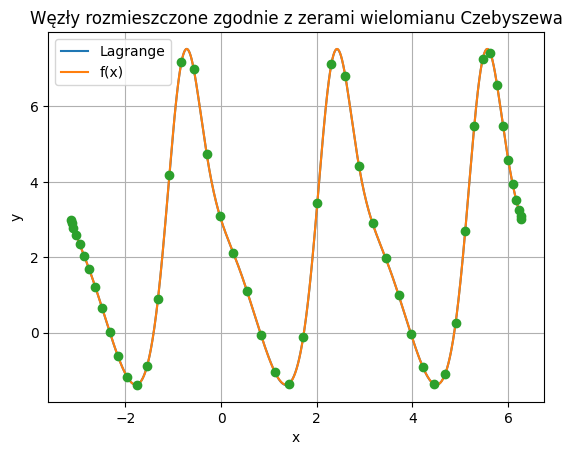 Węzły rozmieszczone zgodnie z zerami wielomianu Czebyszewa
Lagrange
f(x)
6
4
2
0
y
−2
0
2
4
6
x